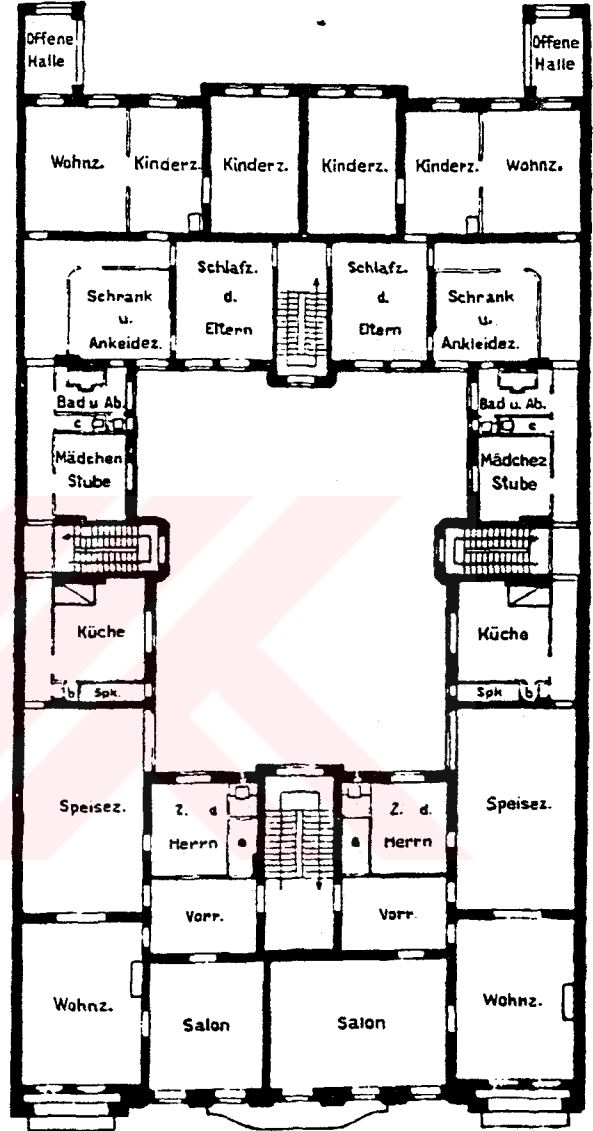 Offene
Halle
Offene
Halle
Wohnz.
Kinderz.
Kinderz.
Kinderz.
Kinderz.
Wohnz.
Schrank
u.
Ankeidez.
Schlafz.
d.
Eltern
Schlafz.
d.
Eltern
Schrank
u.
Ankleidez.
Bad u Ab.
c
Mädchen
Stube
Bad u. Ab.
c
Mädchez
Stube
Küche
b Spk.
Küche
Spk b
Speisez.
Z. d
Herrn
a
a
Z. d.
Herrn
Speisez.
Vorr.
Vorr.
Wohnz.
Salon
Salon
Wohnz.